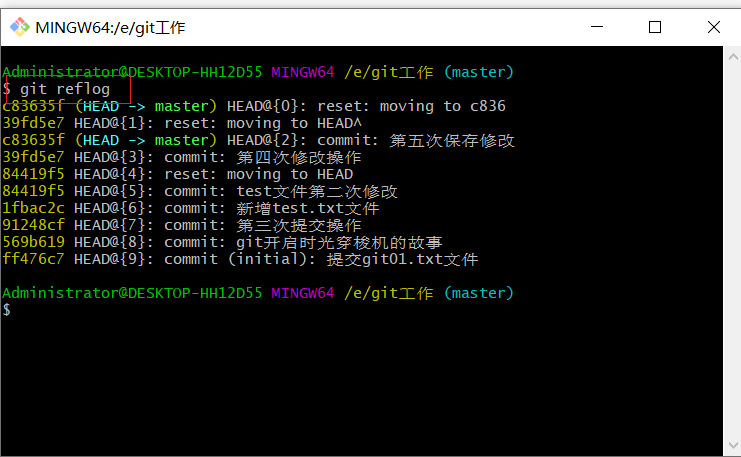 MINGW64:/e/git工作
Administrator@DESKTOP-HH12D55 MINGW64 /e/git工作 (master)
$ git reflog
c83635f (HEAD -> master) HEAD@{0}: reset: moving to c836
39fd5e7 HEAD@{1}: reset: moving to HEAD^
c83635f (HEAD -> master) HEAD@{2}: commit: 第五次保存修改
39fd5e7 HEAD@{3}: commit: 第四次修改操作
84419f5 HEAD@{4}: reset: moving to HEAD
84419f5 HEAD@{5}: commit: test文件第二次修改
1fbac2c HEAD@{6}: commit: 新增test.txt文件
91248cf HEAD@{7}: commit: 第三次提交操作
569b619 HEAD@{8}: commit: git开启时光穿梭机的故事
ff476c7 HEAD@{9}: commit (initial): 提交git01.txt文件
Administrator@DESKTOP-HH12D55 MINGW64 /e/git工作 (master)
$